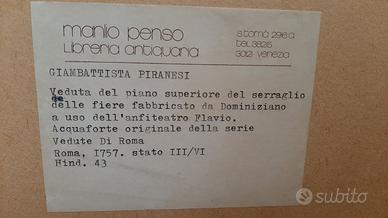 manlio penso
Libreria antiquaria
s.tomà 2916 a
tel. 38215
30121 venezia
GIAMBATTISTA PIRANESI
Veduta del piano superiore del serraglio
delle fiere fabbricato da Dominiziano
a uso dell'anfiteatro Flavio.
Acquaforte originale della serie
Vedute Di Roma
Roma, I757. stato III/VI
Hind. 43
subito